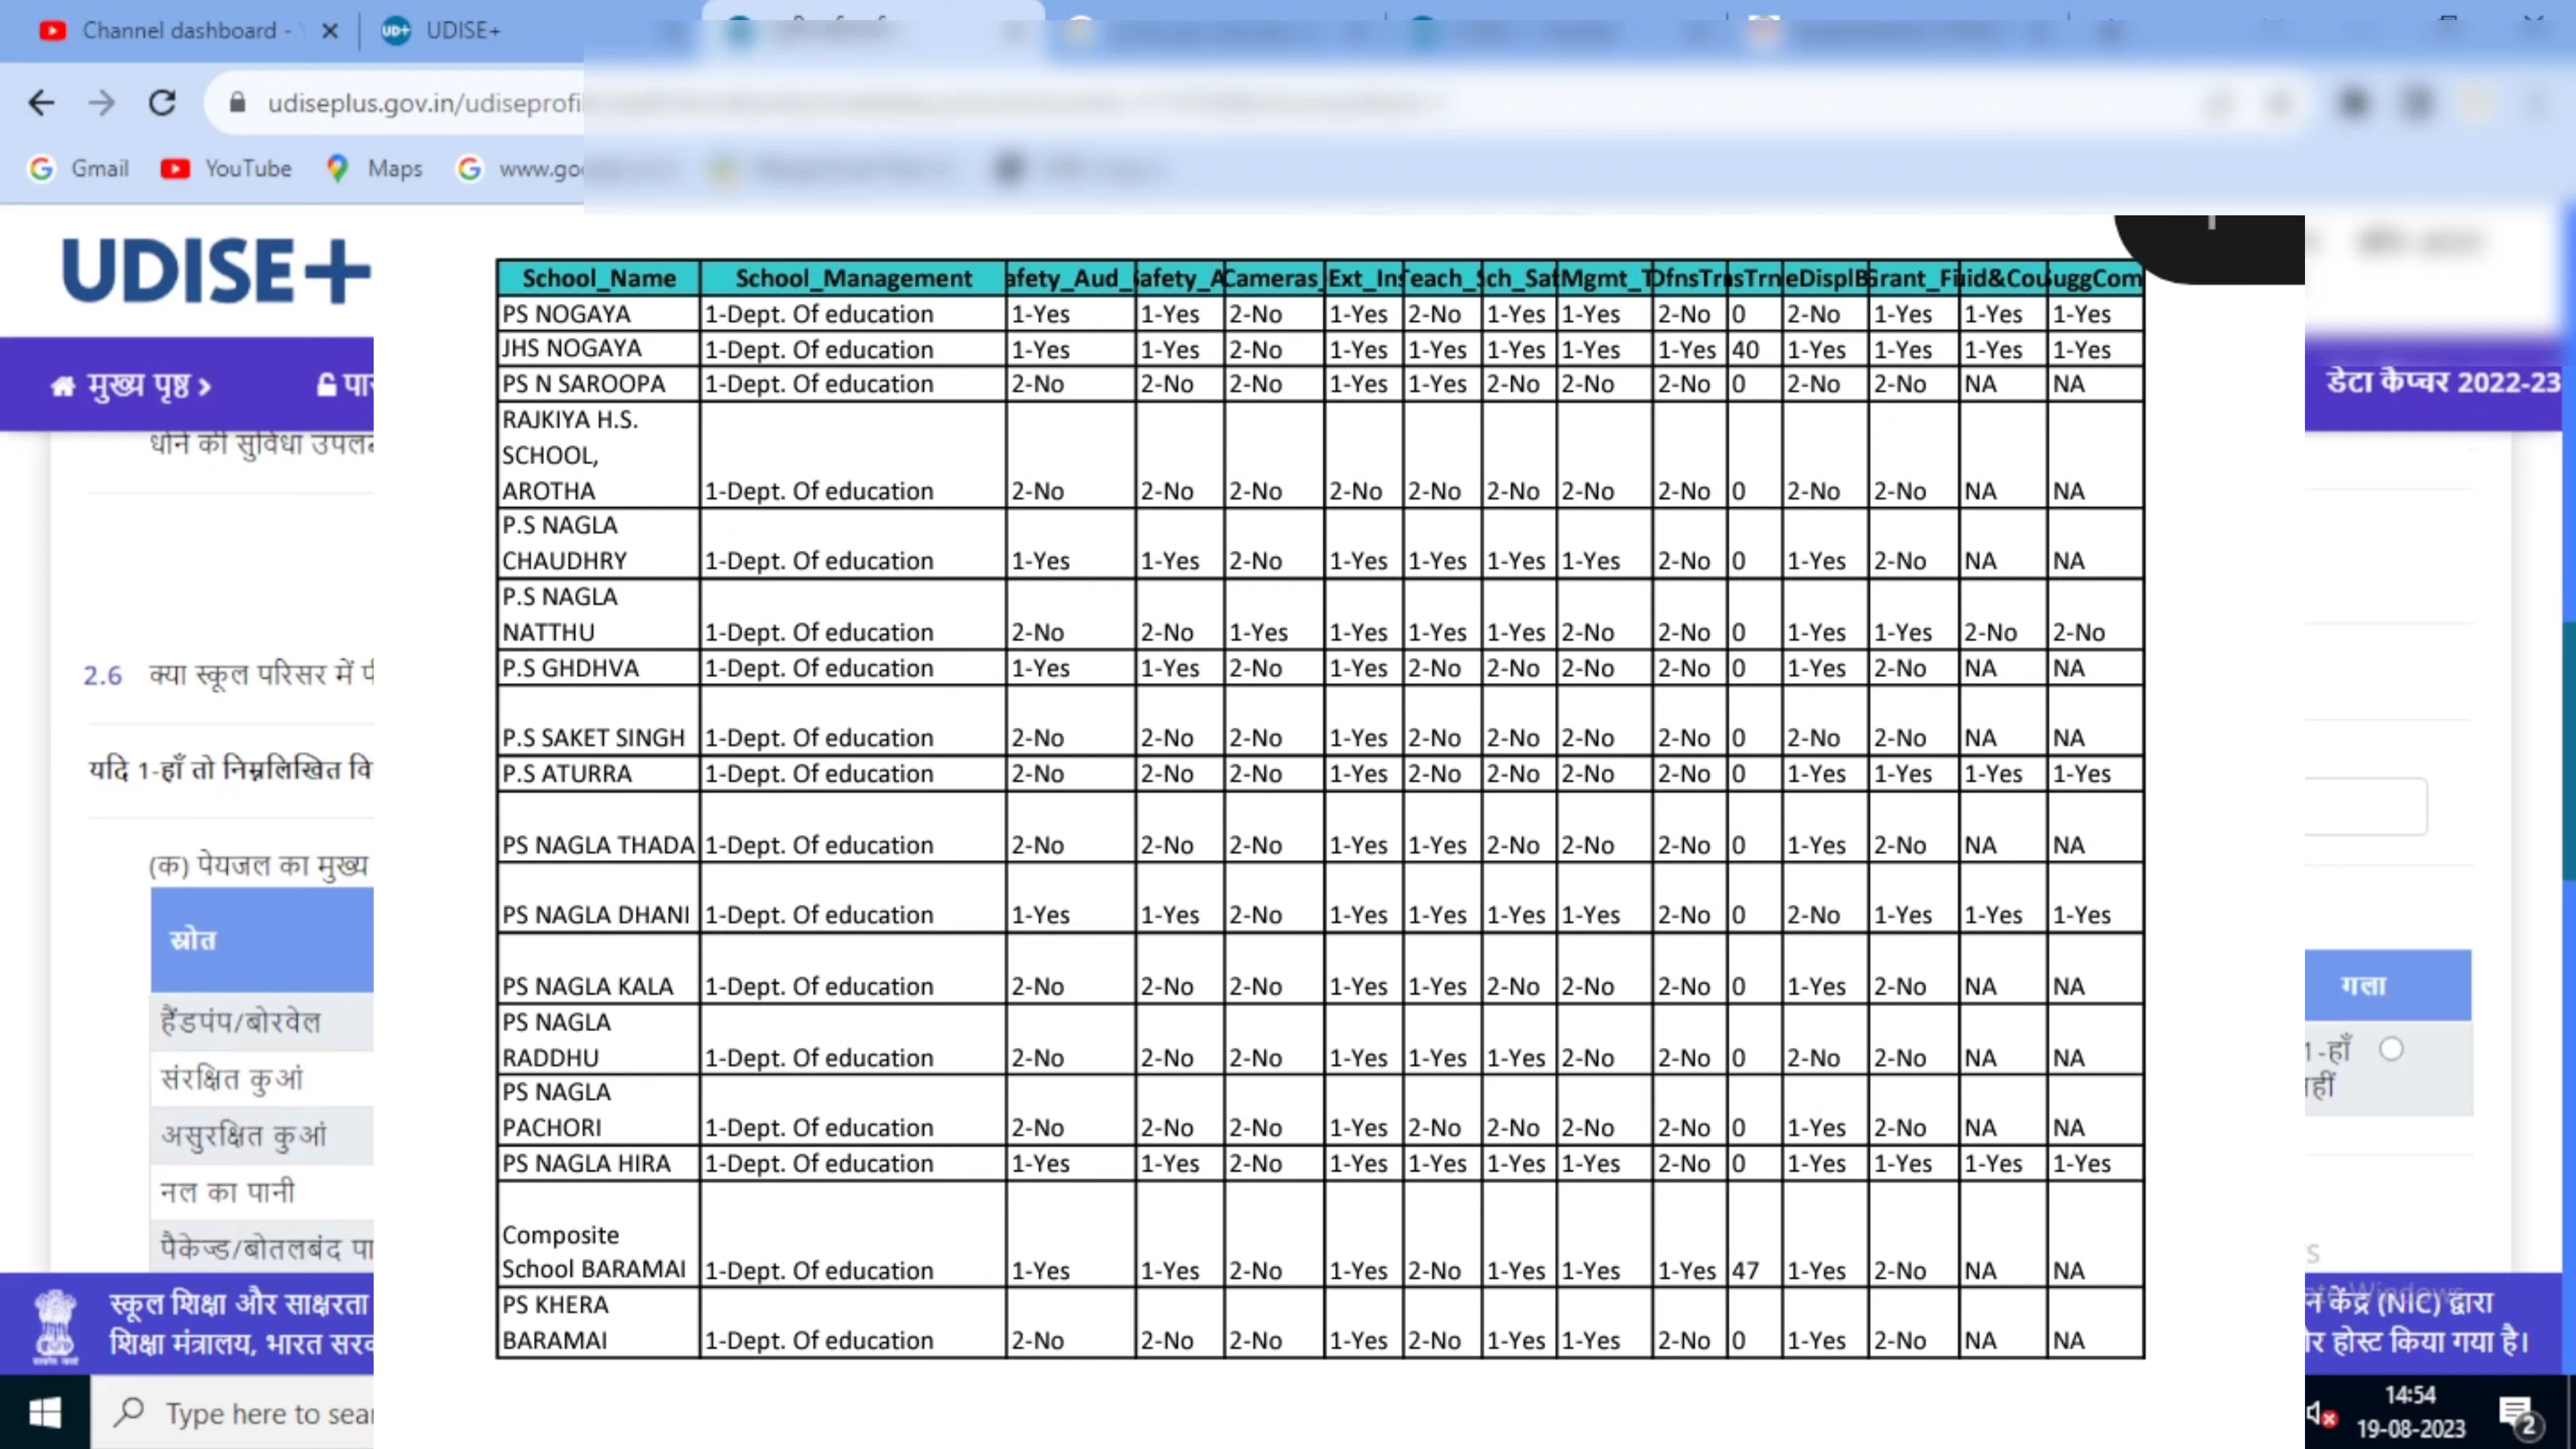 Channel dashboard -
UDISE+
udiseplus.gov.in/udiseprofi
Gmail YouTube Maps www.goo
UDISE+
मुख्य पृष्ठ
डेटा कैप्चर 2022-23
धोने की सुविधा
2.6 क्या स्कूल परिसर में
यदि 1-हाँ तो निम्नलिखित वि
(क) पेयजल का मुख्य
स्रोत
हैंडपंप/बोरवेल
संरक्षित कुआं
असुरक्षित कुआं
नल का पानी
पैकेज्ड/बोतलबंद पा
School_Name School_Management afety_Aud_ afety_A Cameras_ Ext_Ins each_S ch_Saf Mgmt_T DfnsTr sTrn eDisplB Grant_Fi uid&Cou uggCom
PS NOGAYA 1-Dept. Of education 1-Yes 1-Yes 2-No 1-Yes 2-No 1-Yes 1-Yes 2-No 0 2-No 1-Yes 1-Yes 1-Yes
JHS NOGAYA 1-Dept. Of education 1-Yes 1-Yes 2-No 1-Yes 1-Yes 1-Yes 1-Yes 1-Yes 40 1-Yes 1-Yes 1-Yes 1-Yes
PS N SAROOPA 1-Dept. Of education 2-No 2-No 2-No 1-Yes 1-Yes 2-No 2-No 2-No 0 2-No 2-No NA NA
RAJKIYA H.S.
SCHOOL,
AROTHA 1-Dept. Of education 2-No 2-No 2-No 2-No 2-No 2-No 2-No 2-No 0 2-No 2-No NA NA
P.S NAGLA
CHAUDHRY 1-Dept. Of education 1-Yes 1-Yes 2-No 1-Yes 1-Yes 1-Yes 1-Yes 2-No 0 1-Yes 2-No NA NA
P.S NAGLA
NATTHU 1-Dept. Of education 2-No 2-No 1-Yes 1-Yes 1-Yes 1-Yes 2-No 2-No 0 1-Yes 1-Yes 2-No 2-No
P.S GHDHVA 1-Dept. Of education 1-Yes 1-Yes 2-No 1-Yes 2-No 2-No 2-No 2-No 0 1-Yes 2-No NA NA
P.S SAKET SINGH 1-Dept. Of education 2-No 2-No 2-No 1-Yes 2-No 2-No 2-No 2-No 0 2-No 2-No NA NA
P.S ATURRA 1-Dept. Of education 2-No 2-No 2-No 1-Yes 2-No 2-No 2-No 2-No 0 1-Yes 1-Yes 1-Yes 1-Yes
PS NAGLA THADA 1-Dept. Of education 2-No 2-No 2-No 1-Yes 1-Yes 2-No 2-No 2-No 0 1-Yes 2-No NA NA
PS NAGLA DHANI 1-Dept. Of education 1-Yes 1-Yes 2-No 1-Yes 1-Yes 1-Yes 1-Yes 2-No 0 2-No 1-Yes 1-Yes 1-Yes
PS NAGLA KALA 1-Dept. Of education 2-No 2-No 2-No 1-Yes 1-Yes 2-No 2-No 2-No 0 1-Yes 2-No NA NA
PS NAGLA
RADDHU 1-Dept. Of education 2-No 2-No 2-No 1-Yes 1-Yes 1-Yes 2-No 2-No 0 2-No 2-No NA NA
PS NAGLA
PACHORI 1-Dept. Of education 2-No 2-No 2-No 1-Yes 2-No 2-No 2-No 2-No 0 1-Yes 2-No NA NA
PS NAGLA HIRA 1-Dept. Of education 1-Yes 1-Yes 2-No 1-Yes 1-Yes 1-Yes 1-Yes 2-No 0 1-Yes 1-Yes 1-Yes 1-Yes
Composite
School BARAMAI 1-Dept. Of education 1-Yes 1-Yes 2-No 1-Yes 2-No 1-Yes 1-Yes 1-Yes 47 1-Yes 2-No NA NA
PS KHERA
BARAMAI 1-Dept. Of education 2-No 2-No 2-No 1-Yes 2-No 1-Yes 1-Yes 2-No 0 1-Yes 2-No NA NA
गला
1-हाँ
स्कूल शिक्षा और साक्षरता
शिक्षा मंत्रालय, भारत
केंद्र (NIC) द्वारा
होस्ट किया गया है।
Type here to sear
14:54
19-08-2023
2